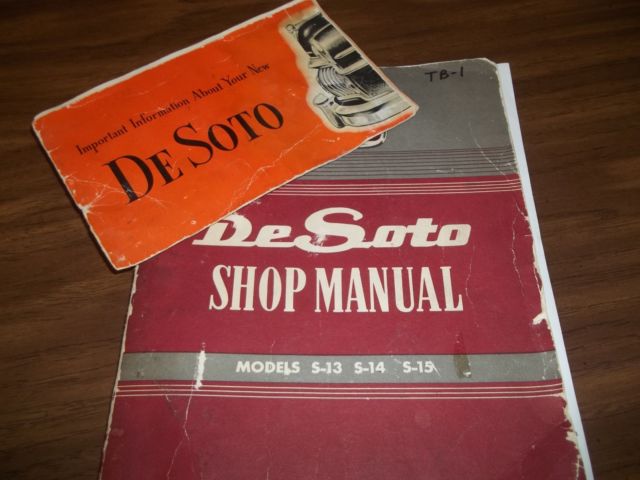 Important Information About Your New
DE SOTO
TB-1
DeSoto
SHOP MANUAL
MODELS S-13 S-14 S-15